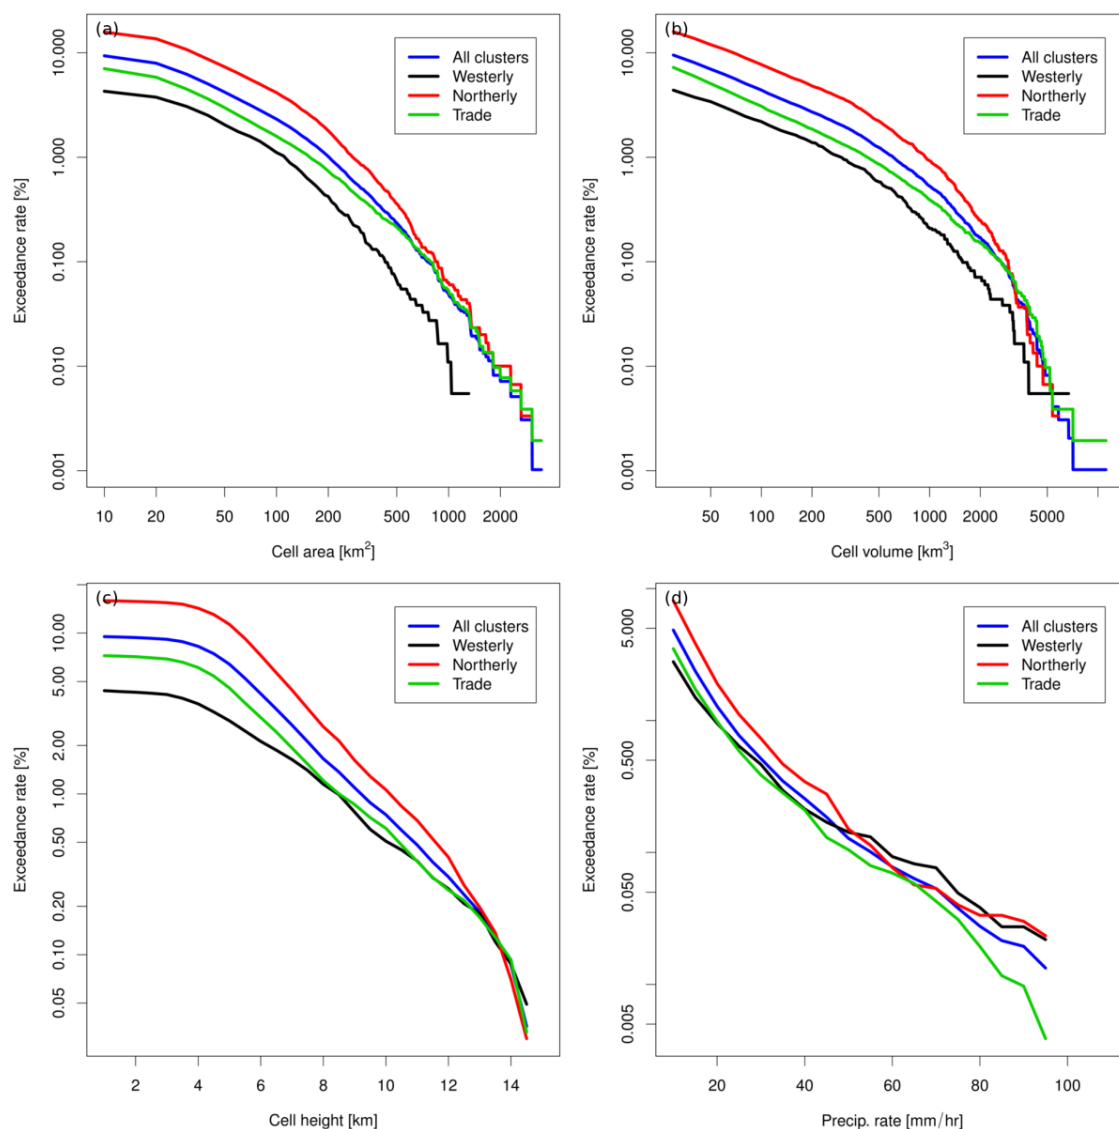 (a)
Exceedance rate [%]
10.000
1.000
0.100
0.010
0.001
All clusters
Westerly
Northerly
Trade
10 20 50 100 200 500 1000 2000
Cell area [km²]
(b)
Exceedance rate [%]
10.000
1.000
0.100
0.010
0.001
All clusters
Westerly
Northerly
Trade
50 100 200 500 1000 2000 5000
Cell volume [km³]
(c)
Exceedance rate [%]
10.00
5.00
2.00
1.00
0.50
0.20
0.10
0.05
All clusters
Westerly
Northerly
Trade
2 4 6 8 10 12 14
Cell height [km]
(d)
Exceedance rate [%]
5.000
0.500
0.050
0.005
All clusters
Westerly
Northerly
Trade
20 40 60 80 100
Precip. rate [mm/hr]